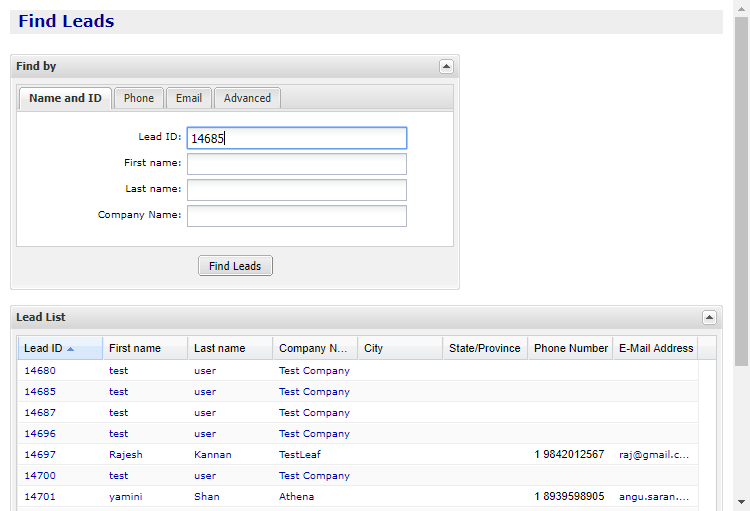 Find Leads
Find by
Name and ID Phone Email Advanced
Lead ID: 14685
First name:
Last name:
Company Name:
Find Leads
Lead List
Lead ID First name Last name Company N... City State/Province Phone Number E-Mail Address
14680 test user Test Company
14685 test user Test Company
14687 test user Test Company
14696 test user Test Company
14697 Rajesh Kannan TestLeaf 1 9842012567 raj@gmail.c...
14700 test user Test Company
14701 yamini Shan Athena 1 8939598905 angu.saran....